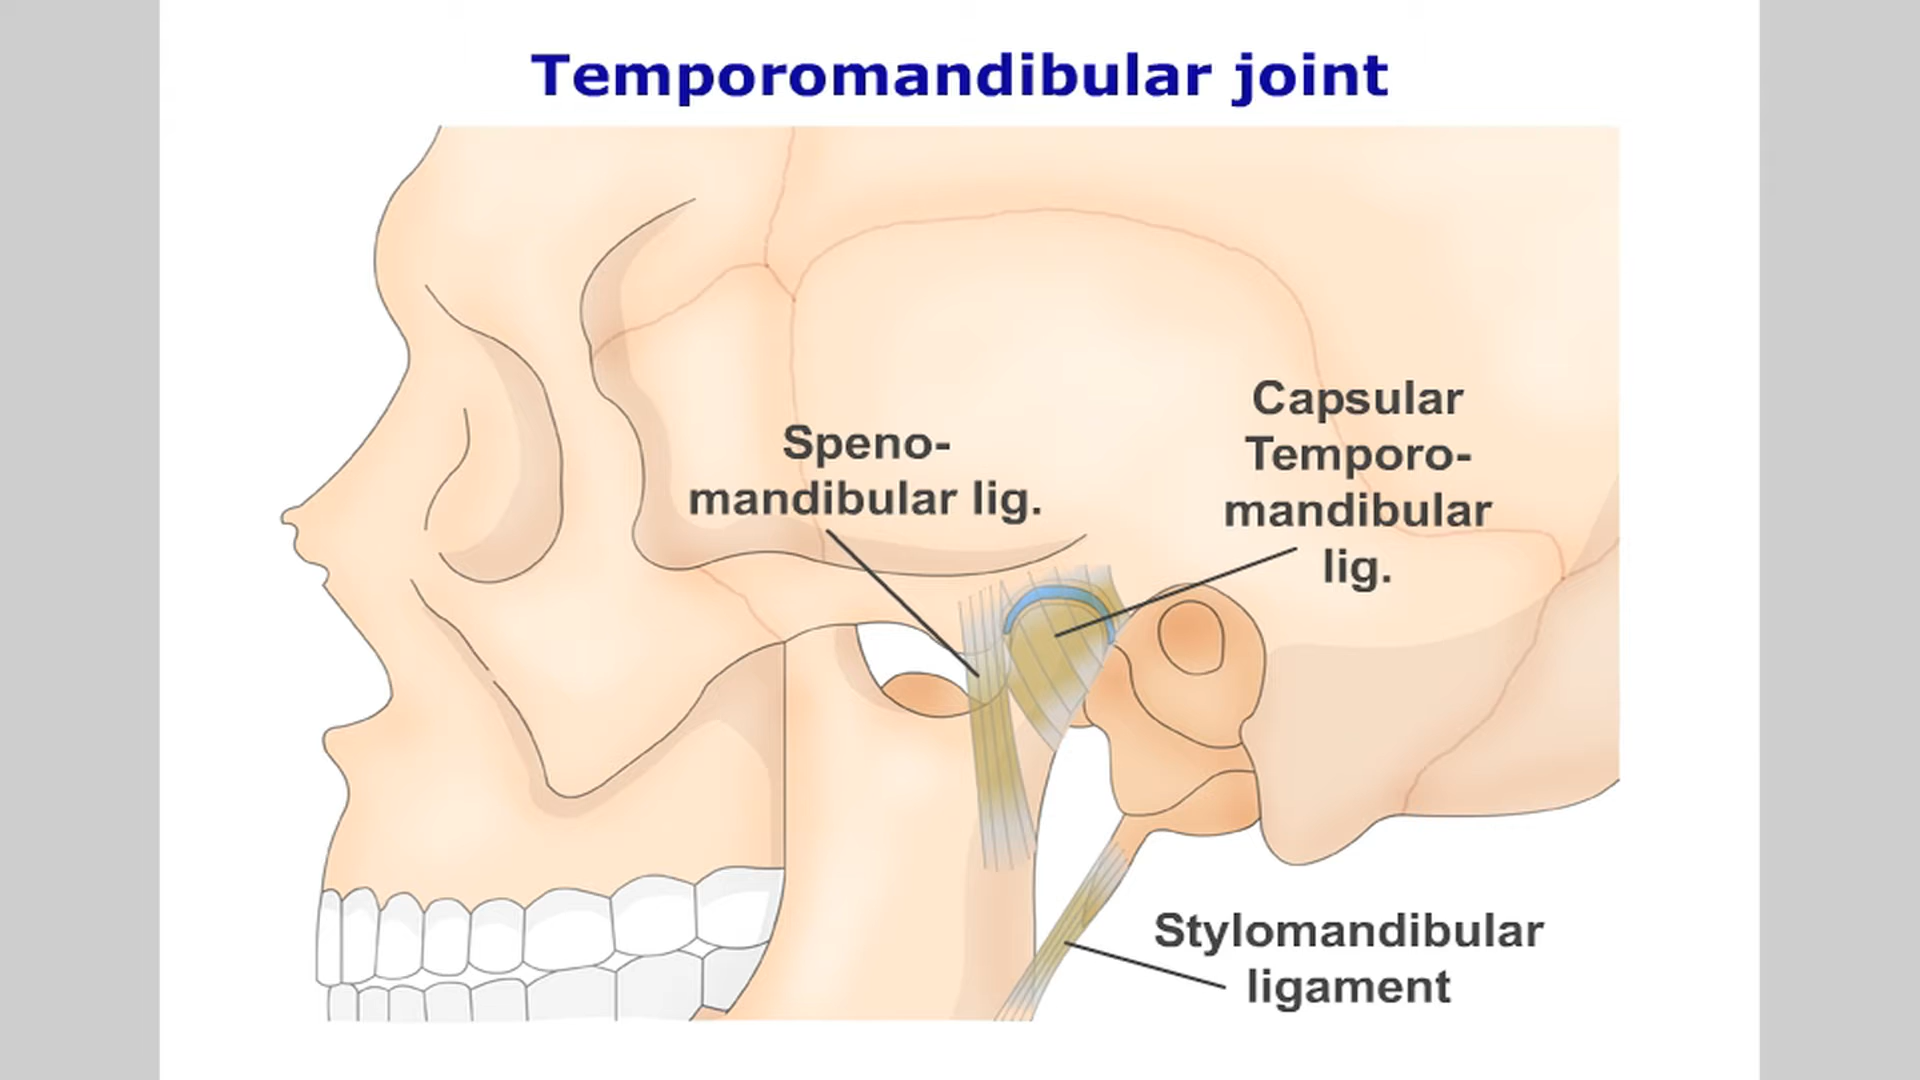 Temporomandibular joint
Speno-
mandibular lig.
Capsular
Temporo-
mandibular
lig.
Stylomandibular
ligament